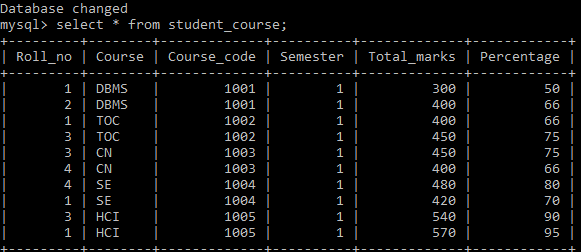 Database changed
mysql> select * from student_course;
+---------+--------+-------------+----------+-------------+------------+
| Roll_no | Course | Course_code | Semester | Total_marks | Percentage |
+---------+--------+-------------+----------+-------------+------------+
|       1 | DBMS   |        1001 |        1 |         300 |         50 |
|       2 | DBMS   |        1001 |        1 |         400 |         66 |
|       1 | TOC    |        1002 |        1 |         400 |         66 |
|       3 | TOC    |        1002 |        1 |         450 |         75 |
|       3 | CN     |        1003 |        1 |         450 |         75 |
|       4 | CN     |        1003 |        1 |         400 |         66 |
|       4 | SE     |        1004 |        1 |         480 |         80 |
|       1 | SE     |        1004 |        1 |         420 |         70 |
|       3 | HCI    |        1005 |        1 |         540 |         90 |
|       1 | HCI    |        1005 |        1 |         570 |         95 |
+---------+--------+-------------+----------+-------------+------------+